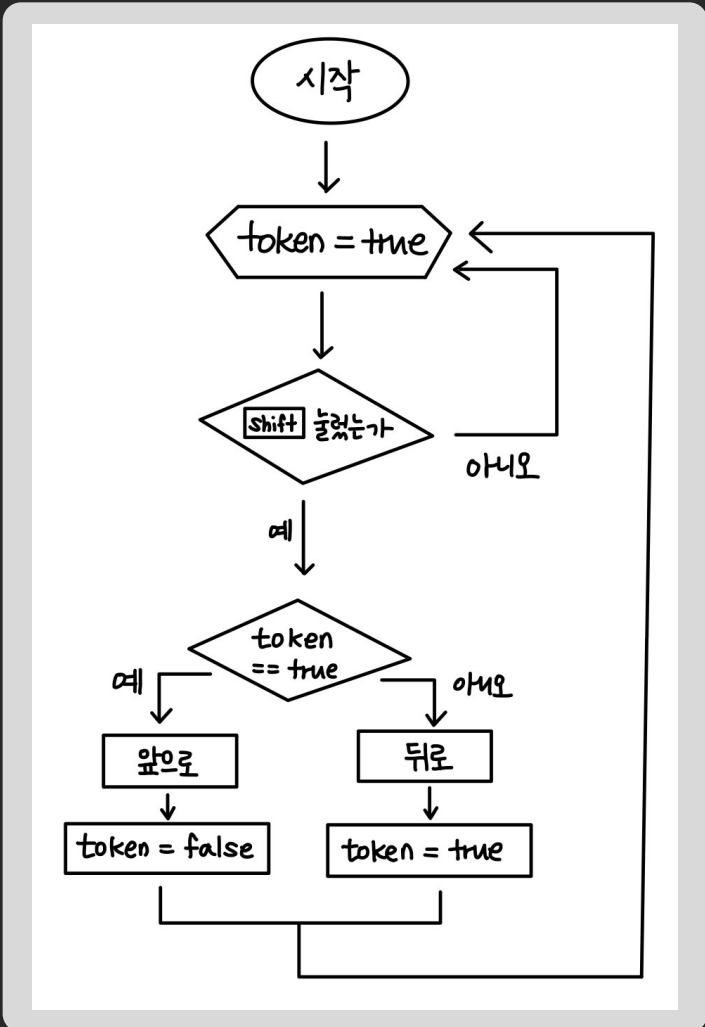 시작
token = true
shift 눌렀는가
아니오
예
token
== true
예
아니오
앞으로
뒤로
token = false
token = true